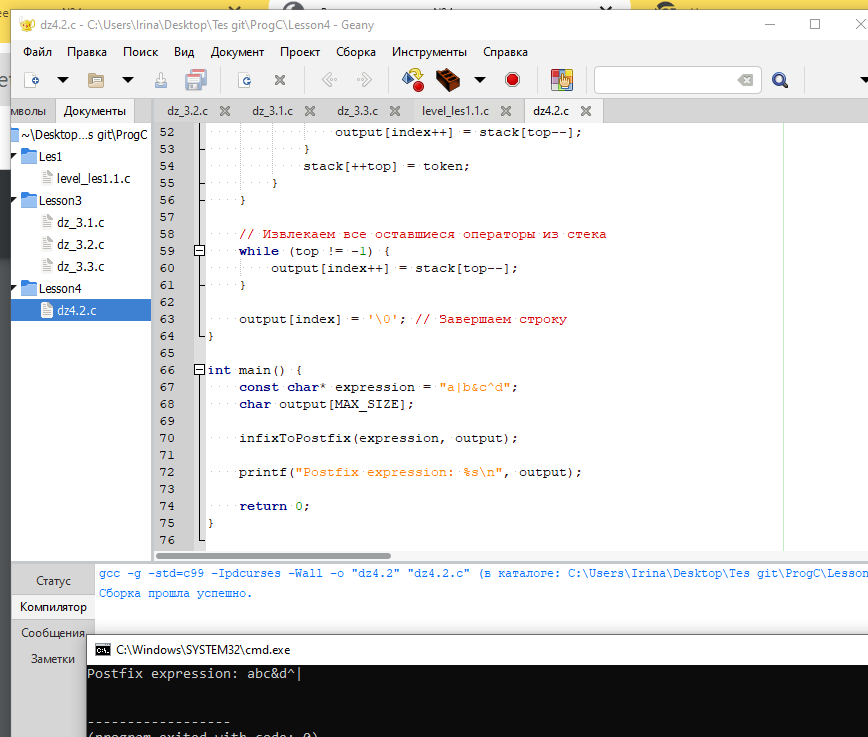 dz4.2.c - C:\Users\Irina\Desktop\Tes git\ProgC\Lesson4 - Geany
Файл Правка Поиск Вид Документ Проект Сборка Инструменты Справка
мволы Документы dz_3.2.c dz_3.1.c dz_3.3.c level_les1.1.c dz4.2.c
~\Desktop...s git\ProgC
Les1
level_les1.1.c
Lesson3
dz_3.1.c
dz_3.2.c
dz_3.3.c
Lesson4
dz4.2.c
52 output[index++] = stack[top--];
53 }
54 stack[++top] = token;
55 }
56 }
57
58 // Извлекаем все оставшиеся операторы из стека
59 while (top != -1) {
60 output[index++] = stack[top--];
61 }
62
63 output[index] = '\0'; // Завершаем строку
64 }
65
66 int main() {
67 const char* expression = "a|b&c^d";
68 char output[MAX_SIZE];
69
70 infixToPostfix(expression, output);
71
72 printf("Postfix expression: %s\n", output);
73
74 return 0;
75 }
76
Статус
Компилятор
Сообщения
Заметки
gcc -g -std=c99 -Ipdcurses -Wall -o "dz4.2" "dz4.2.c" (в каталоге: C:\Users\Irina\Desktop\Tes git\ProgC\Lesson
Сборка прошла успешно.
C:\Windows\SYSTEM32\cmd.exe
Postfix expression: abc&d^|
------------------
(program exited with code: 0)